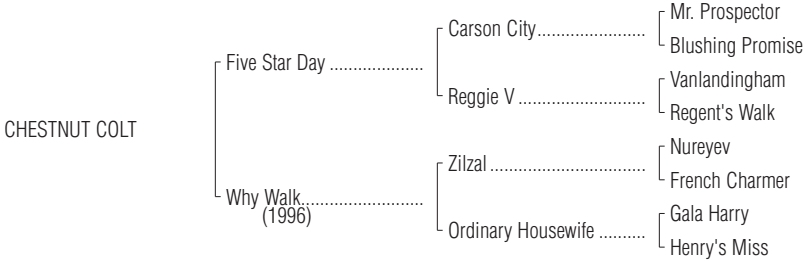 Mr. Prospector
Carson City.......................
Blushing Promise
Five Star Day ....................
Vanlandingham
Reggie V ...........................
Regent's Walk
CHESTNUT COLT
Nureyev
Zilzal.................................
French Charmer
Why Walk..........................
(1996)
Gala Harry
Ordinary Housewife ..........
Henry's Miss